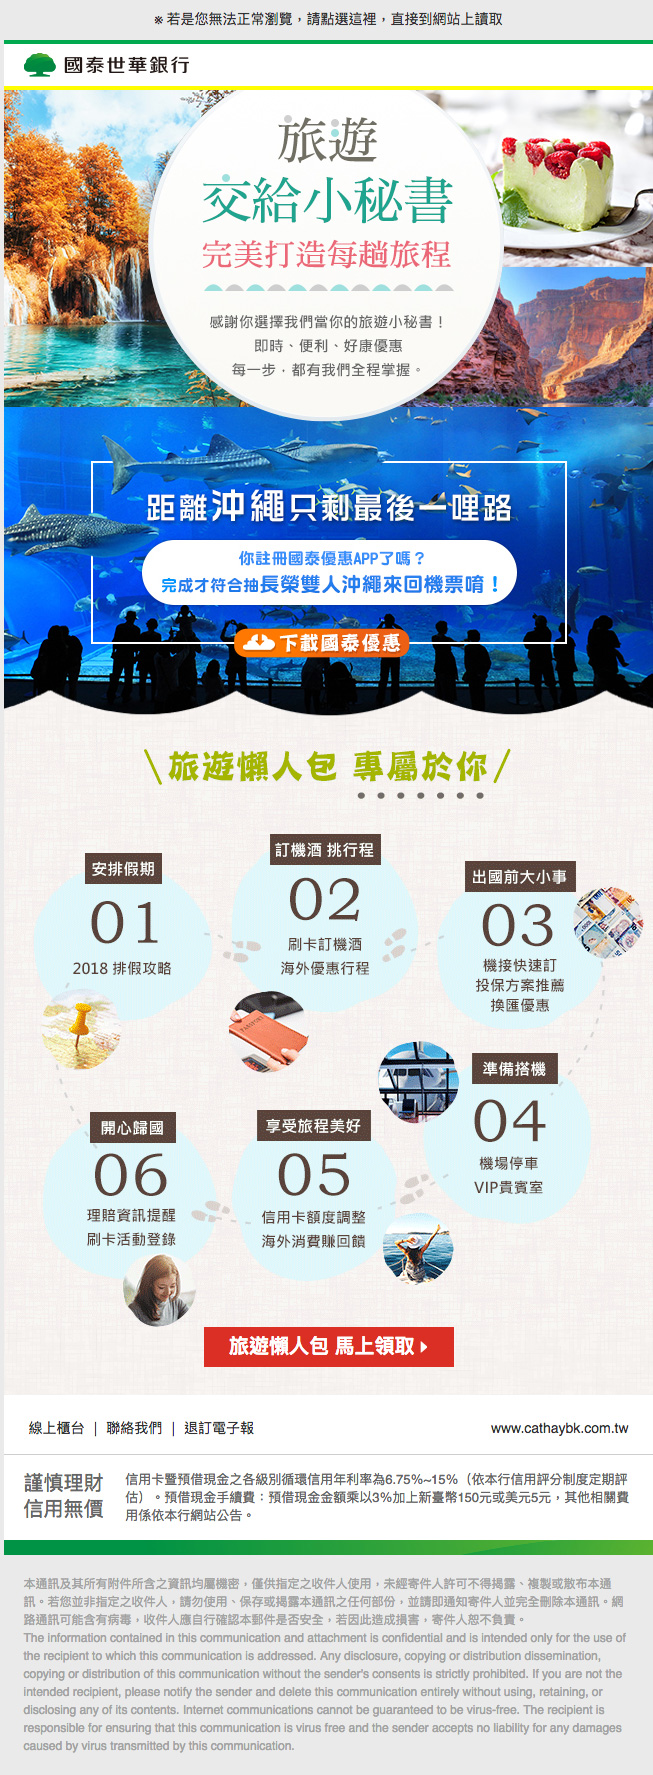 ※ 若是您無法正常瀏覽，請點選這裡，直接到網站上讀取
國泰世華銀行
旅遊
交給小秘書
完美打造每趟旅程
感謝你選擇我們當你的旅遊小秘書！
即時、便利、好康優惠
每一步，都有我們全程掌握。
距離沖繩只剩最後一哩路
你註冊國泰優惠APP了嗎？
完成才符合抽長榮雙人沖繩來回機票唷！
下載國泰優惠
旅遊懶人包 專屬於你
安排假期
01
2018 排假攻略
訂機酒 挑行程
02
刷卡訂機酒
海外優惠行程
出國前大小事
03
機接快速訂
投保方案推薦
換匯優惠
準備搭機
04
機場停車
VIP貴賓室
享受旅程美好
05
信用卡額度調整
海外消費賺回饋
開心歸國
06
理賠資訊提醒
刷卡活動登錄
PASSPORT
旅遊懶人包 馬上領取
線上櫃台 | 聯絡我們 | 退訂電子報
www.cathaybk.com.tw
謹慎理財
信用無價
信用卡暨預借現金之各級別循環信用年利率為6.75%~15%（依本行信用評分制度定期評
估）。預借現金手續費：預借現金金額乘以3%加上新臺幣150元或美元5元，其他相關費
用係依本行網站公告。
本通訊及其所有附件所含之資訊均屬機密，僅供指定之收件人使用，未經寄件人許可不得揭露、複製或散布本通
訊。若您並非指定之收件人，請勿使用、保存或揭露本通訊之任何部份，並請即通知寄件人並完全刪除本通訊。網
路通訊可能含有病毒，收件人應自行確認本郵件是否安全，若因此造成損害，寄件人恕不負責。
The information contained in this communication and attachment is confidential and is intended only for the use of
the recipient to which this communication is addressed. Any disclosure, copying or distribution dissemination,
copying or distribution of this communication without the sender's consents is strictly prohibited. If you are not the
intended recipient, please notify the sender and delete this communication entirely without using, retaining, or
disclosing any of its contents. Internet communications cannot be guaranteed to be virus-free. The recipient is
responsible for ensuring that this communication is virus free and the sender accepts no liability for any damages
caused by virus transmitted by this communication.